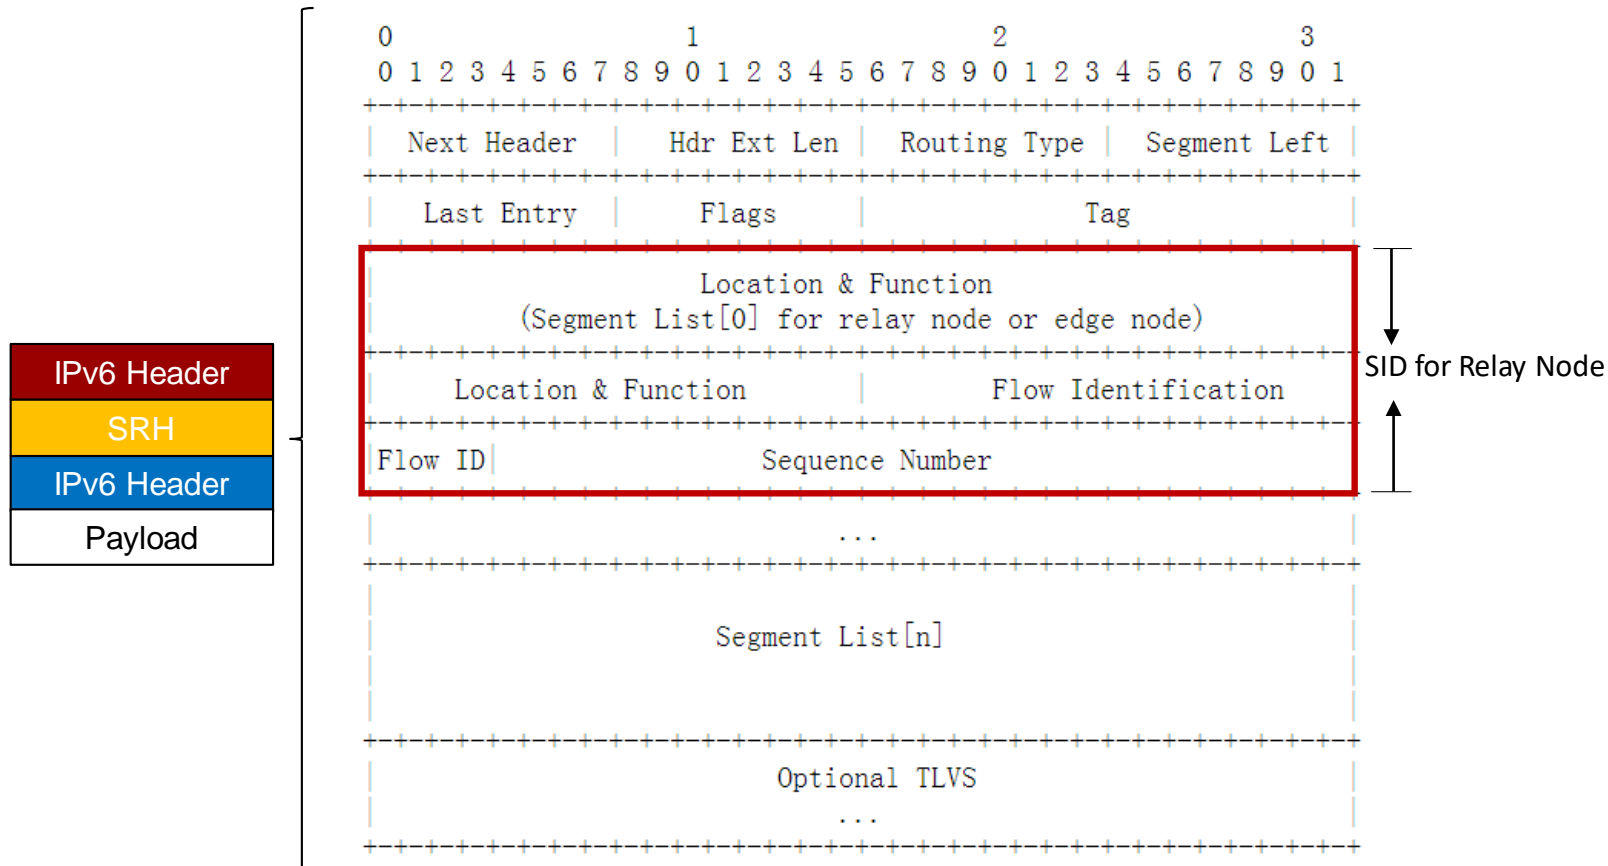 0 1 2 3
0 1 2 3 4 5 6 7 8 9 0 1 2 3 4 5 6 7 8 9 0 1 2 3 4 5 6 7 8 9 0 1
+-+-+-+-+-+-+-+-+-+-+-+-+-+-+-+-+-+-+-+-+-+-+-+-+-+-+-+-+-+-+-+-+
| Next Header | Hdr Ext Len | Routing Type | Segment Left |
+-+-+-+-+-+-+-+-+-+-+-+-+-+-+-+-+-+-+-+-+-+-+-+-+-+-+-+-+-+-+-+-+
| Last Entry | Flags | Tag |
Location & Function
(Segment List[0] for relay node or edge node)
Location & Function | Flow Identification
|Flow ID| Sequence Number
SID for Relay Node
...
+-+-+-+-+-+-+-+-+-+-+-+-+-+-+-+-+-+-+-+-+-+-+-+-+-+-+-+-+-+-+-+-+
Segment List[n]
+-+-+-+-+-+-+-+-+-+-+-+-+-+-+-+-+-+-+-+-+-+-+-+-+-+-+-+-+-+-+-+-+
Optional TLVS
...
+-+-+-+-+-+-+-+-+-+-+-+-+-+-+-+-+-+-+-+-+-+-+-+-+-+-+-+-+-+-+-+-+
IPv6 Header
SRH
IPv6 Header
Payload